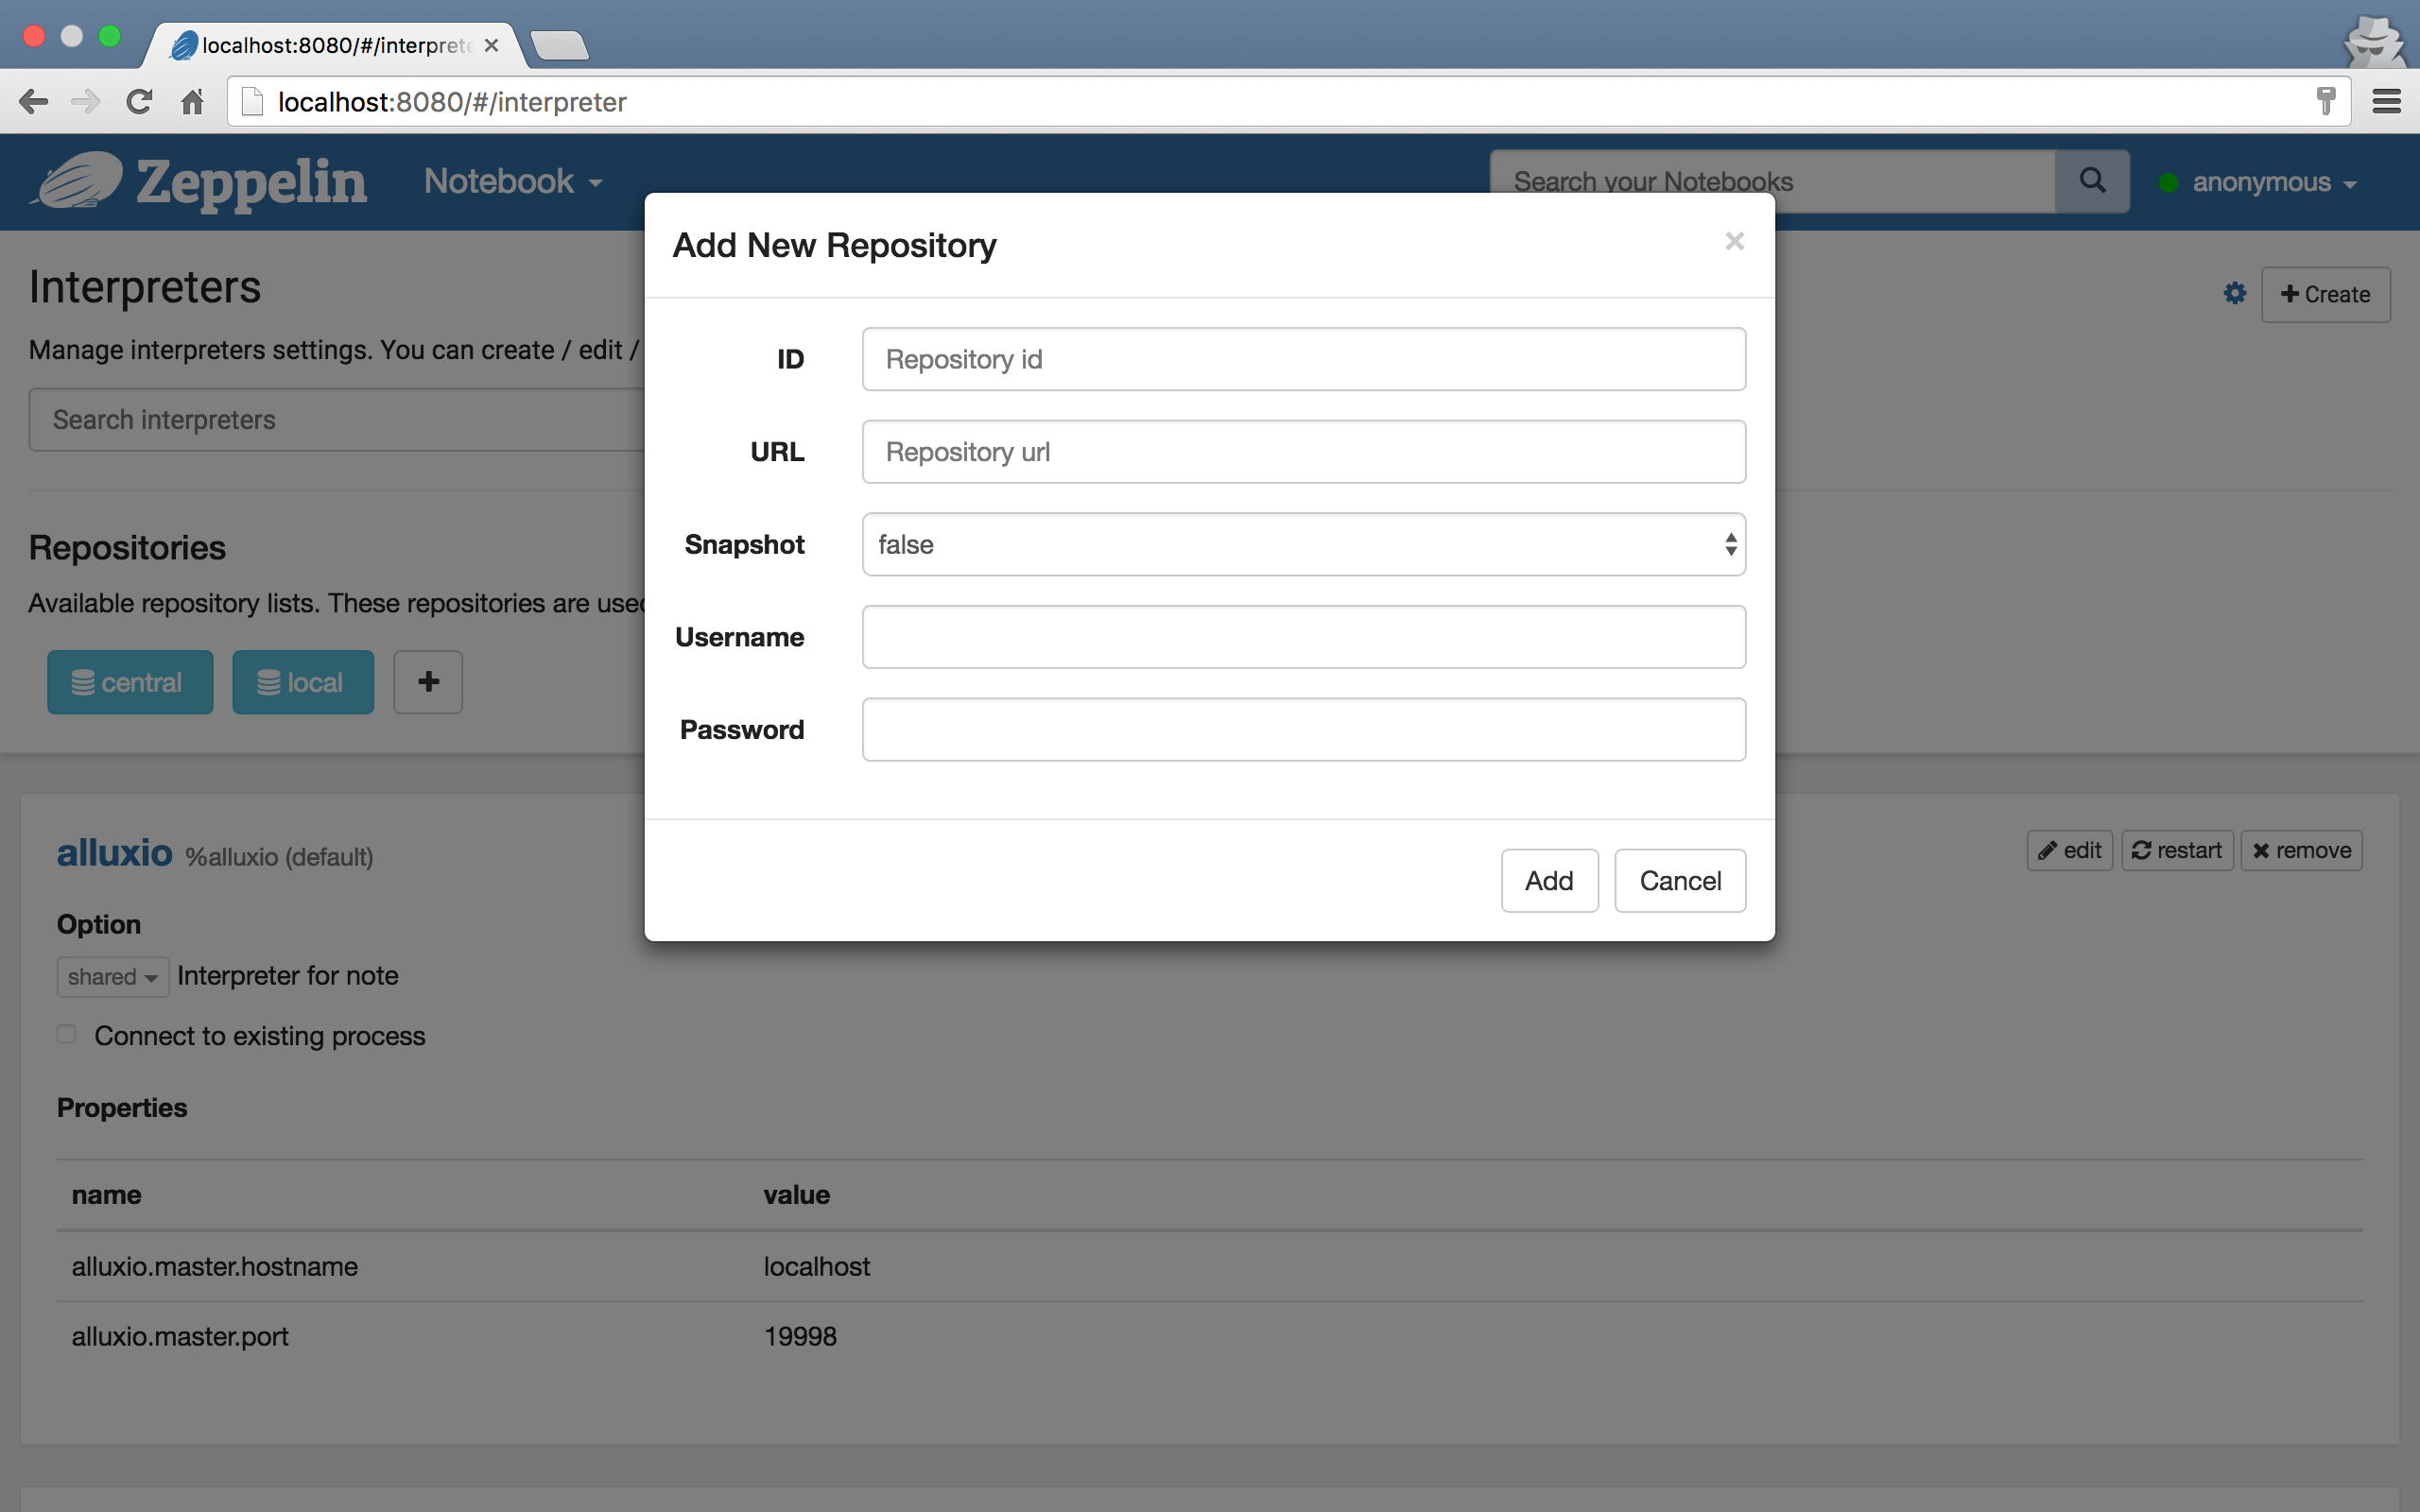 localhost:8080/#/interprete
localhost:8080/#/interpreter
Zeppelin
Notebook
Search your Notebooks
anonymous
Add New Repository
×
Interpreters
Create
Manage interpreters settings. You can create / edit /
Search interpreters
ID
Repository id
URL
Repository url
Snapshot
false
Username
Password
Add
Cancel
Repositories
Available repository lists. These repositories are used
central
local
+
alluxio %alluxio (default)
edit
restart
remove
Option
shared
Interpreter for note
Connect to existing process
Properties
name value
alluxio.master.hostname localhost
alluxio.master.port 19998